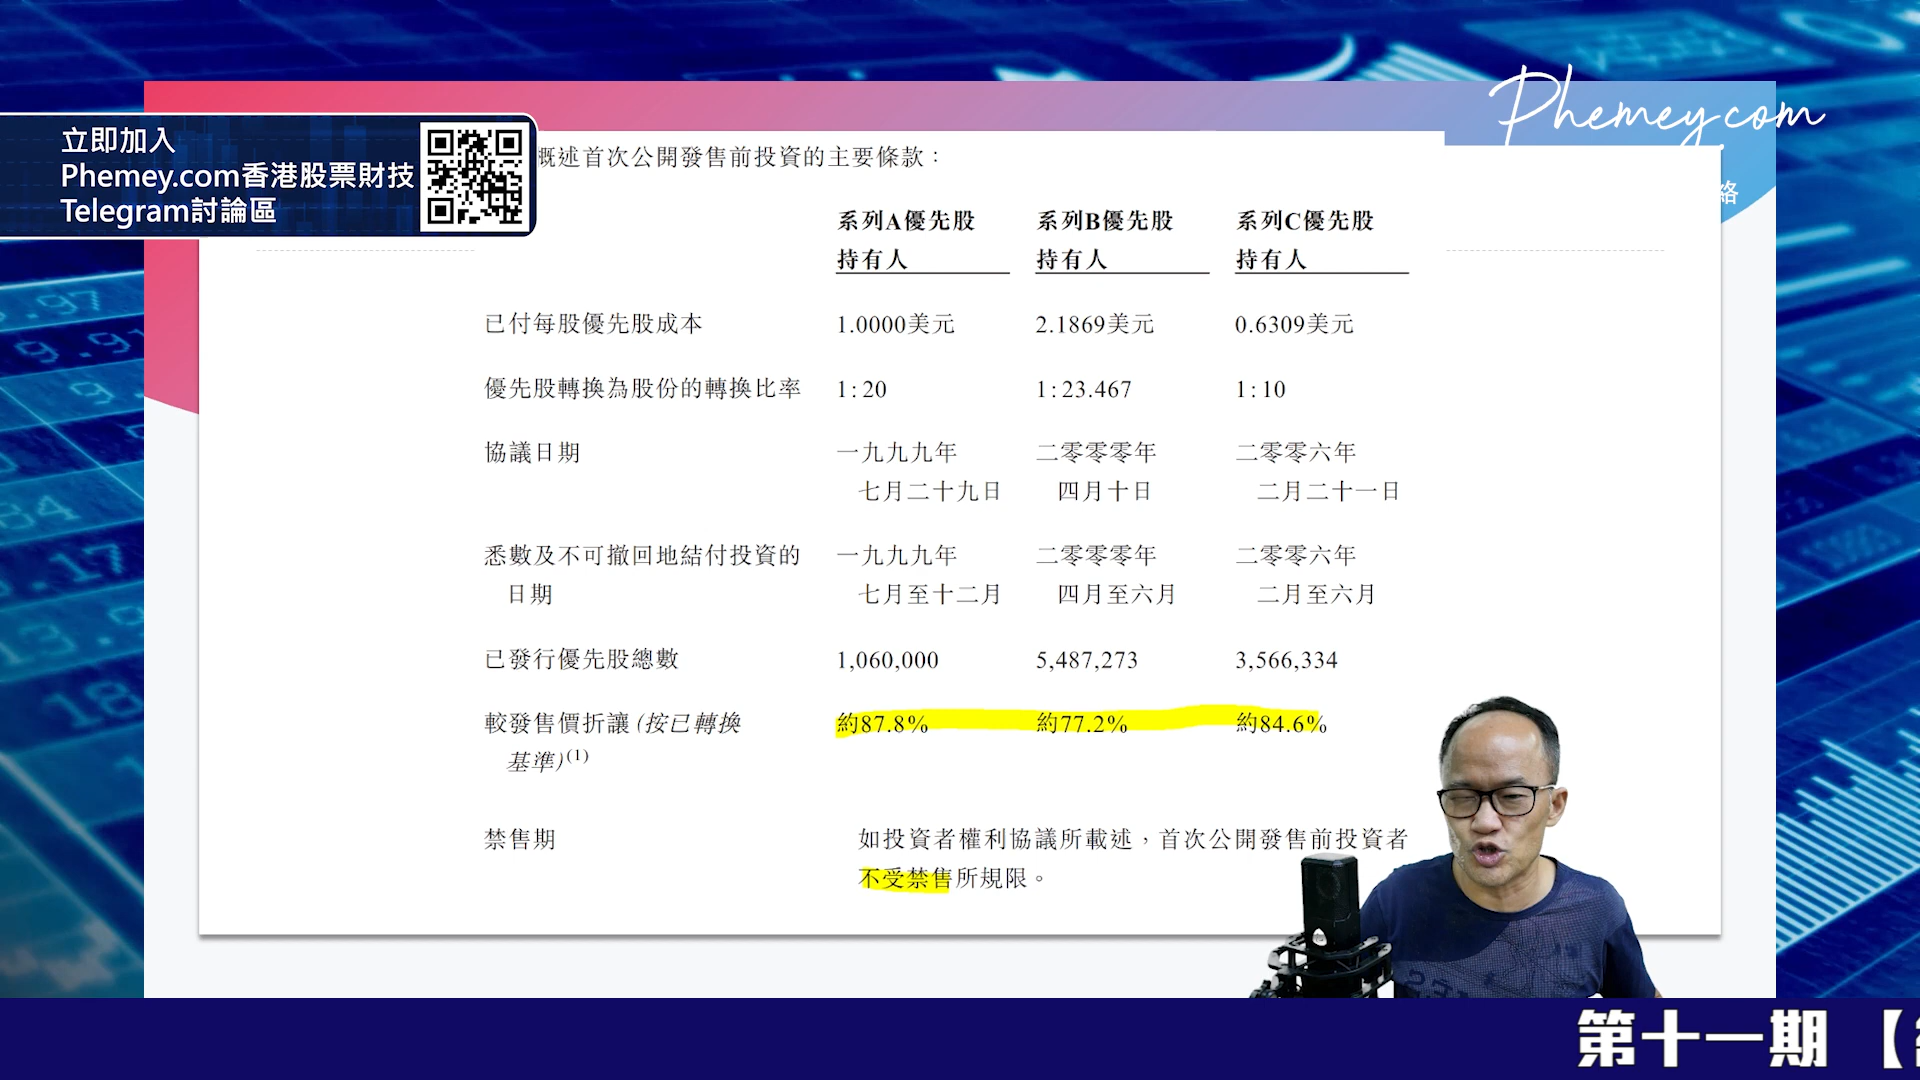 Phemey.com
立即加入
Phemey.com香港股票財技
Telegram討論區
概述首次公開發售前投資的主要條款：
絡
系列A優先股 系列B優先股 系列C優先股
持有人 持有人 持有人
已付每股優先股成本 1.0000美元 2.1869美元 0.6309美元
優先股轉換為股份的轉換比率 1:20 1:23.467 1:10
協議日期 一九九九年 二零零零年 二零零六年
七月二十九日 四月十日 二月二十一日
悉數及不可撤回地結付投資的 一九九九年 二零零零年 二零零六年
日期 七月至十二月 四月至六月 二月至六月
已發行優先股總數 1,060,000 5,487,273 3,566,334
較發售價折讓(按已轉換 約87.8% 約77.2% 約84.6%
基準)(1)
禁售期 如投資者權利協議所載述，首次公開發售前投資者
不受禁售所規限。
第十一期【